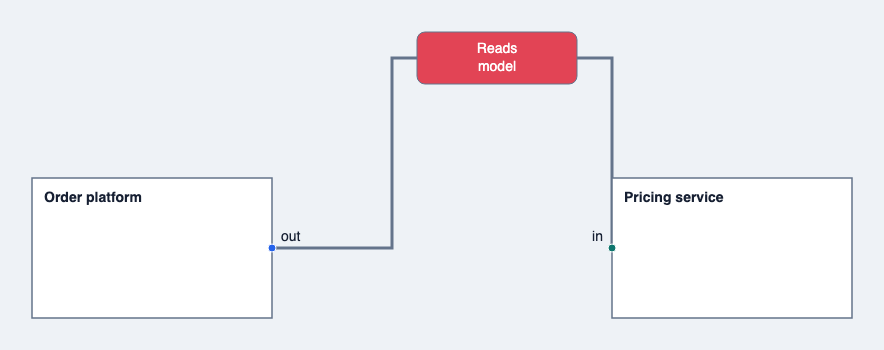 Reads
model
Order platform
Pricing service
out
in